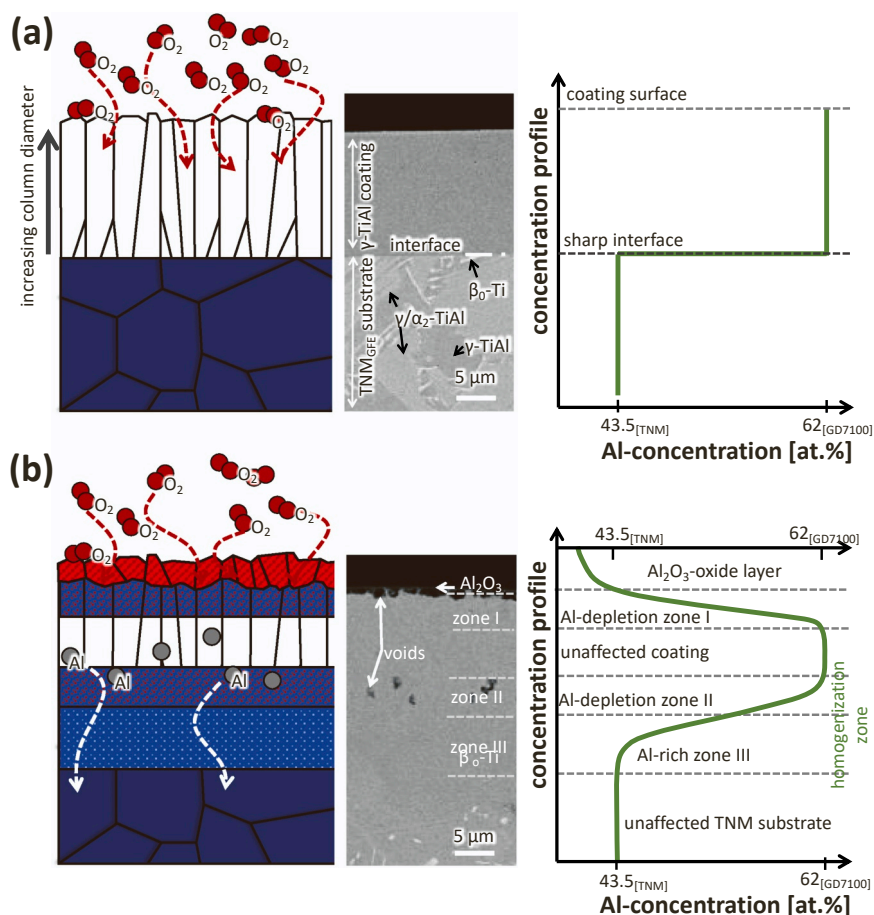 (a)
O₂
O₂
O₂
O₂
O₂
O₂
O₂
O₂
increasing column diameter
γ-TiAl coating
interface
TNM_GFE substrate
β₀-Ti
γ/α₂-TiAl
γ-TiAl
5 μm
concentration profile
coating surface
sharp interface
43.5[TNM]
62[GD7100]
Al-concentration [at.%]
(b)
O₂
O₂
O₂
O₂
O₂
O₂
Al
Al
Al
Al₂O₃
zone I
voids
zone II
zone III
β₀-Ti
5 μm
43.5[TNM]
62[GD7100]
concentration profile
Al₂O₃-oxide layer
Al-depletion zone I
unaffected coating
Al-depletion zone II
Al-rich zone III
homogenization
zone
unaffected TNM substrate
43.5[TNM]
62[GD7100]
Al-concentration [at.%]